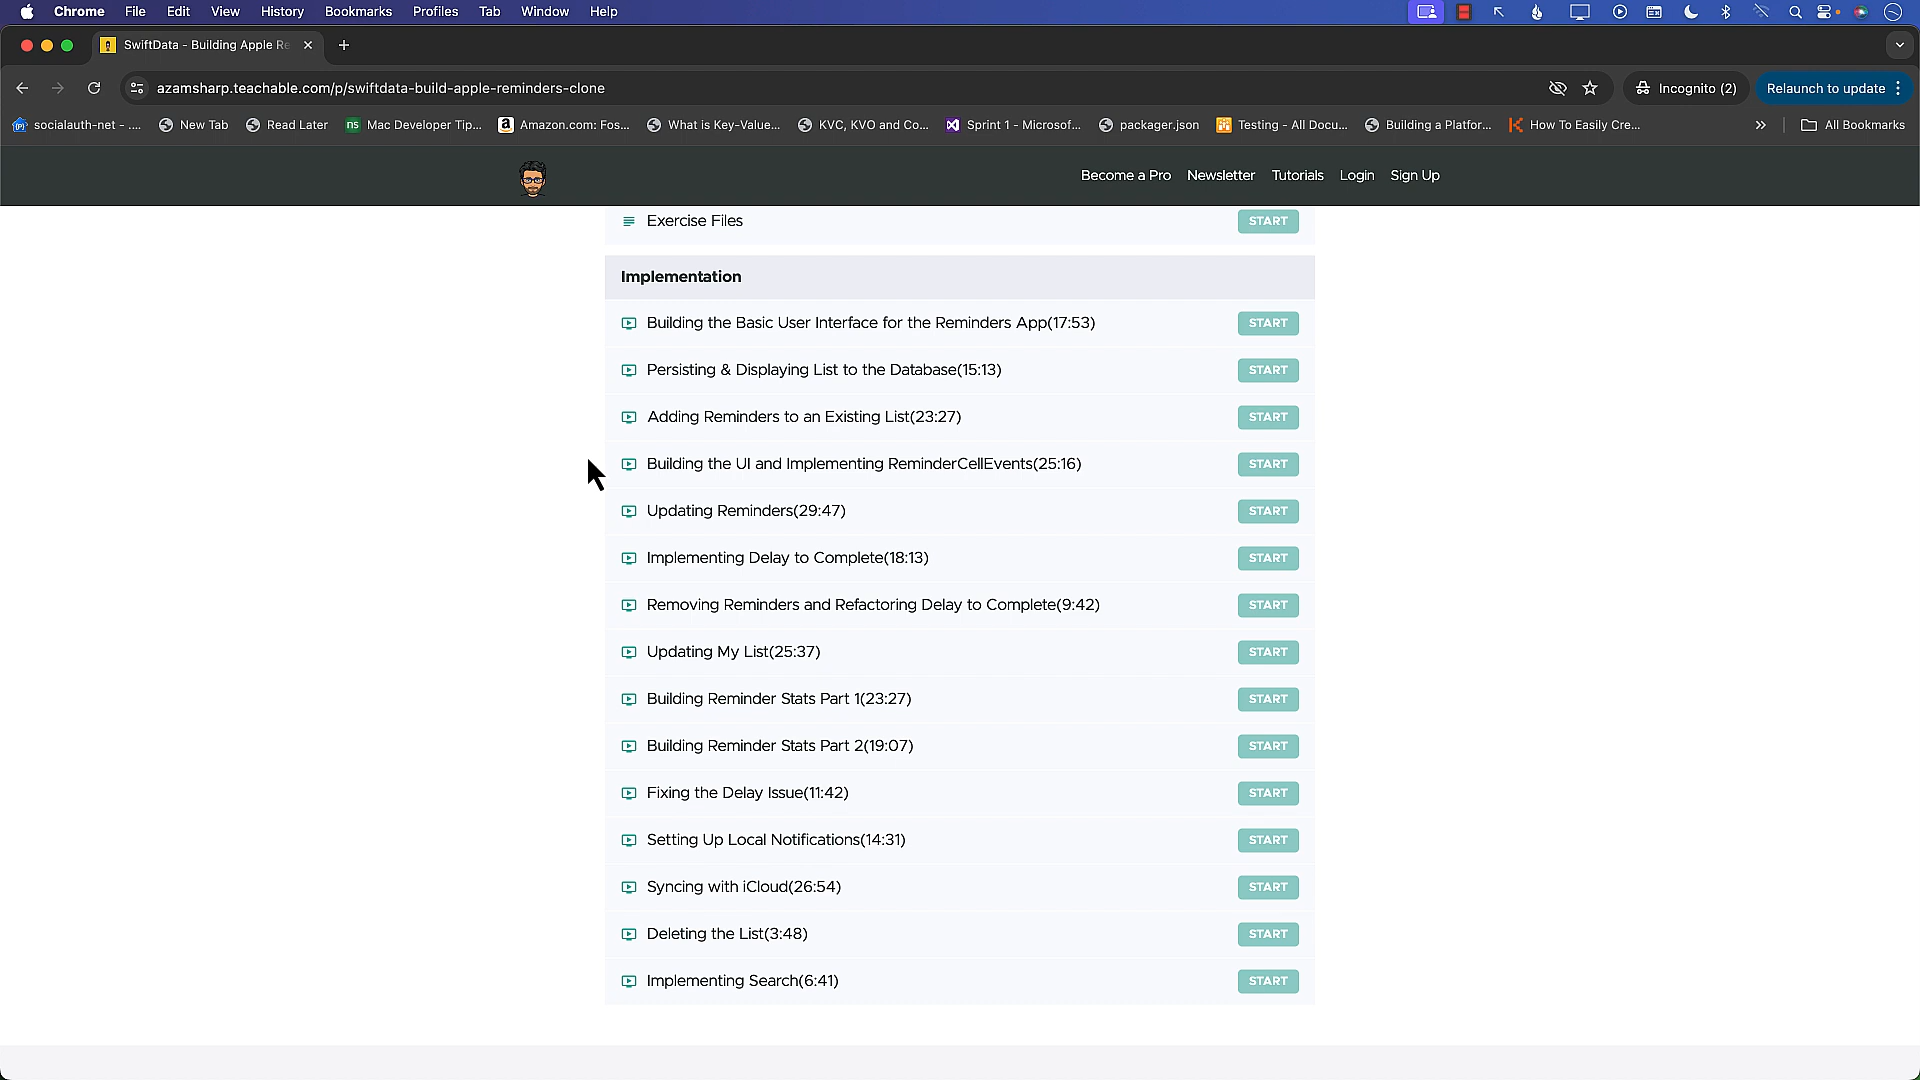 Chrome File Edit View History Bookmarks Profiles Tab Window Help
SwiftData - Building Apple Re
azamsharp.teachable.com/p/swiftdata-build-apple-reminders-clone Incognito (2) Relaunch to update
socialauth-net - .... New Tab Read Later ns Mac Developer Tip... Amazon.com: Fos... What is Key-Value... KVC, KVO and Co... Sprint 1 - Microsof... packager.json Testing - All Docu... Building a Platfor... How To Easily Cre... » All Bookmarks
Become a Pro Newsletter Tutorials Login Sign Up
Exercise Files START
Implementation
Building the Basic User Interface for the Reminders App(17:53) START
Persisting & Displaying List to the Database(15:13) START
Adding Reminders to an Existing List(23:27) START
Building the UI and Implementing ReminderCellEvents(25:16) START
Updating Reminders(29:47) START
Implementing Delay to Complete(18:13) START
Removing Reminders and Refactoring Delay to Complete(9:42) START
Updating My List(25:37) START
Building Reminder Stats Part 1(23:27) START
Building Reminder Stats Part 2(19:07) START
Fixing the Delay Issue(11:42) START
Setting Up Local Notifications(14:31) START
Syncing with iCloud(26:54) START
Deleting the List(3:48) START
Implementing Search(6:41) START